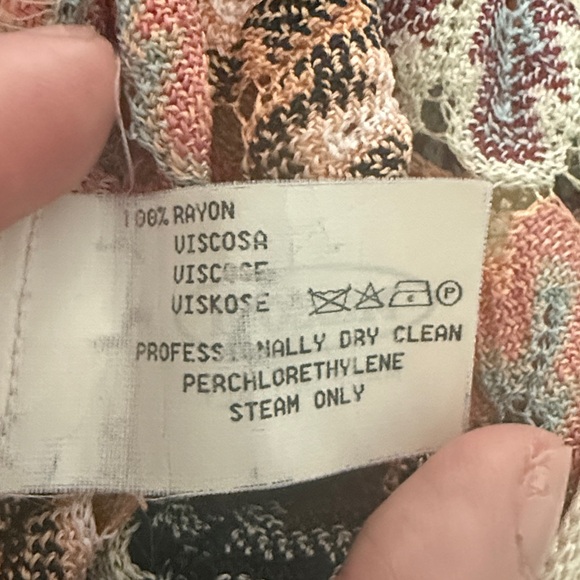 100% RAYON
VISCOSA
VISCOSE
VISKOSE
P
PROFESSIONALLY DRY CLEAN
PERCHLORETHYLENE
STEAM ONLY